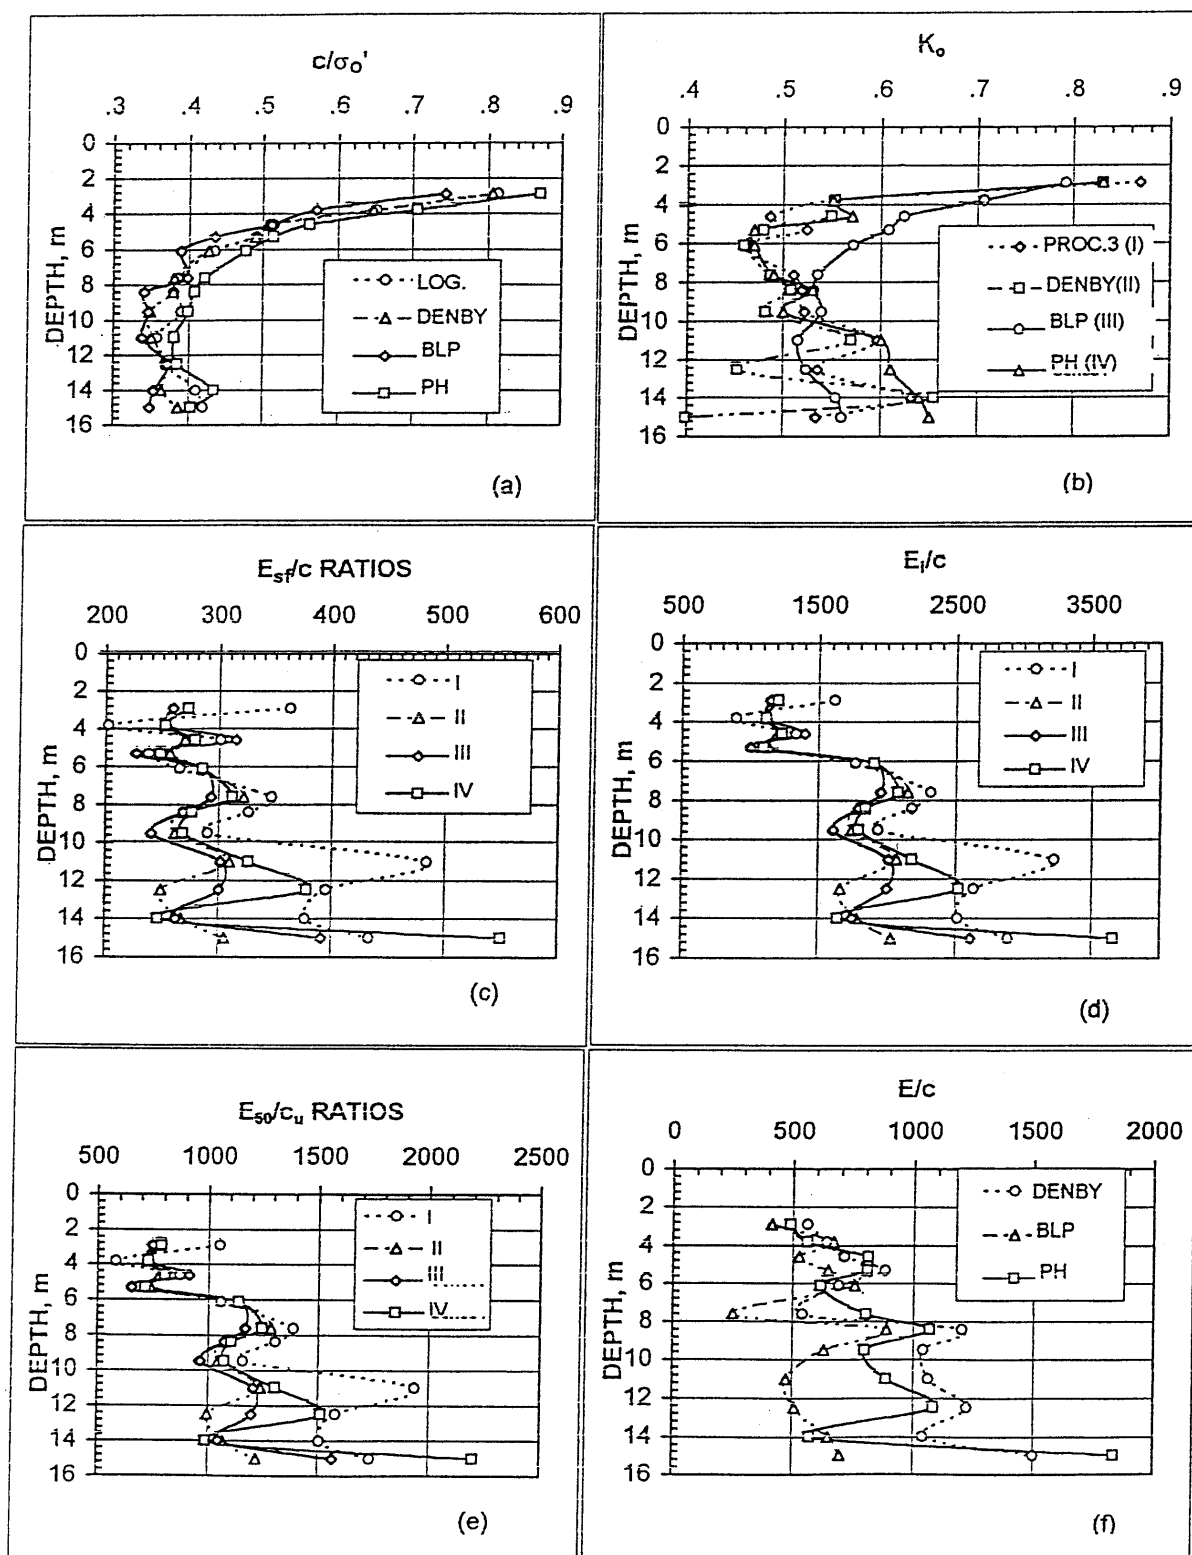 c/σo'
.3 .4 .5 .6 .7 .8 .9
0
2
4
6
8
10
12
14
16
DEPTH, m
LOG.
DENBY
BLP
PH
(a)
Ko
.4 .5 .6 .7 .8 .9
0
2
4
6
8
10
12
14
16
DEPTH, m
PROC.3 (I)
DENBY(II)
BLP (III)
PH (IV)
(b)
Esf/c RATIOS
200 300 400 500 600
0
2
4
6
8
10
12
14
16
DEPTH, m
I
II
III
IV
(c)
Ei/c
500 1500 2500 3500
0
2
4
6
8
10
12
14
16
DEPTH, m
I
II
III
IV
(d)
E50/cu RATIOS
500 1000 1500 2000 2500
0
2
4
6
8
10
12
14
16
DEPTH, m
I
II
III
IV
(e)
E/c
0 500 1000 1500 2000
0
2
4
6
8
10
12
14
16
DEPTH, m
DENBY
BLP
PH
(f)